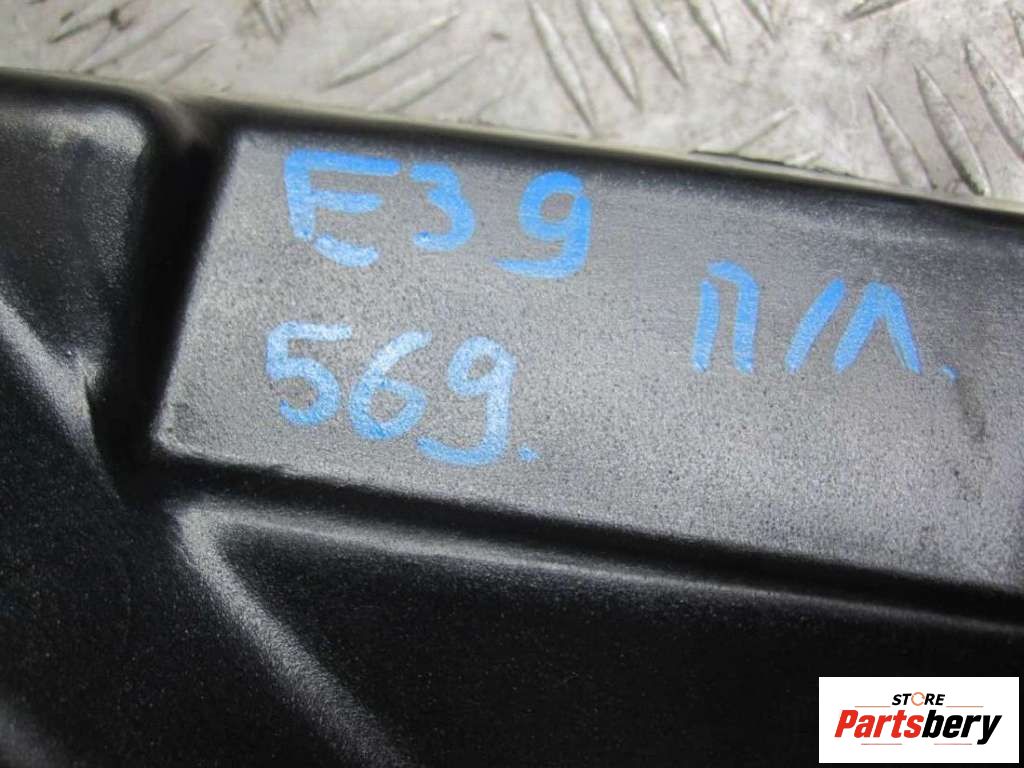 E39
П/Л.
569.
STORE
Partsbery